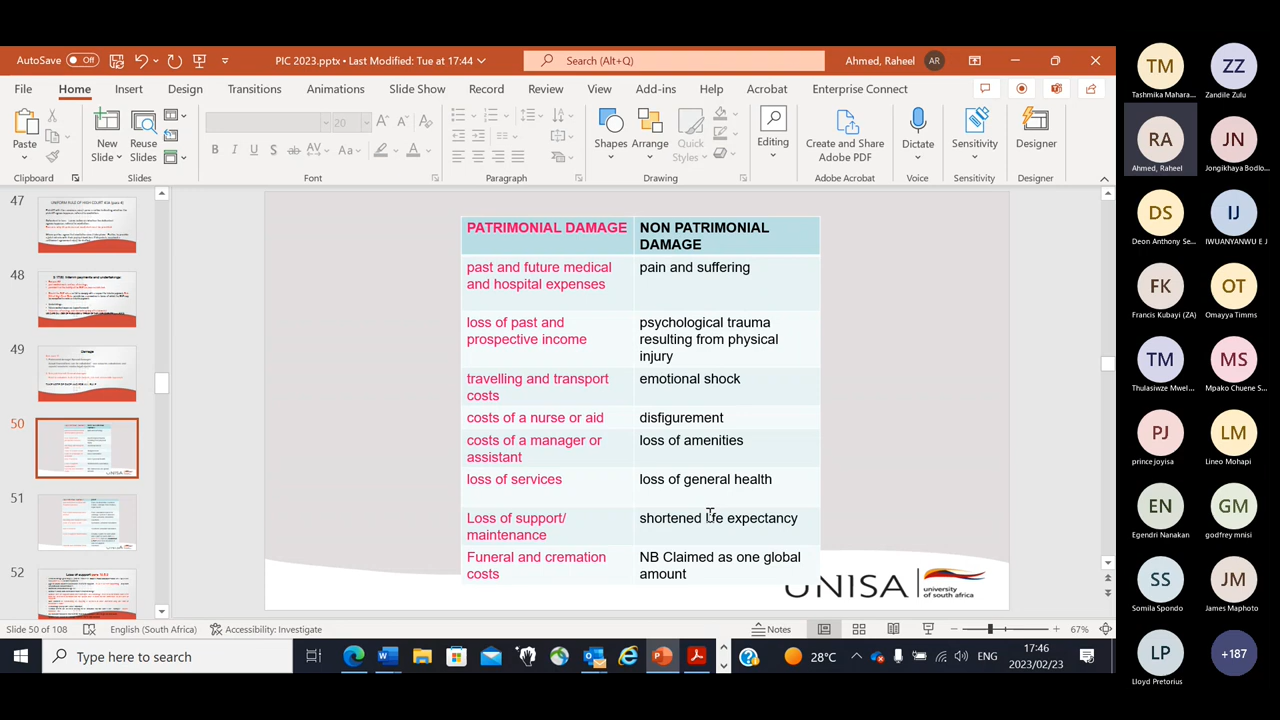 AutoSave Off
PIC 2023.pptx • Last Modified: Tue at 17:44
Search (Alt+Q)
Ahmed, Raheel AR
File Home Insert Design Transitions Animations Slide Show Record Review View Add-ins Help Acrobat Enterprise Connect
Paste
New Slide
Reuse Slides
Shapes
Arrange
Quick Styles
Editing
Create and Share Adobe PDF
Dictate
Sensitivity
Designer
Clipboard Slides Font Paragraph Drawing Adobe Acrobat Voice Sensitivity Designer
47
48
49
Damage
50
51
52
PATRIMONIAL DAMAGE
NON PATRIMONIAL
DAMAGE
past and future medical
and hospital expenses
pain and suffering
loss of past and
prospective income
psychological trauma
resulting from physical
injury
travelling and transport
costs
emotional shock
costs of a nurse or aid
disfigurement
costs of a manager or
assistant
loss of amenities
loss of services
loss of general health
Loss of support/
maintenance
shortened life expectancy
Funeral and cremation
costs
NB Claimed as one global
amount
UNISA
university
of south africa
Slide 50 of 108
English (South Africa)
Accessibility: Investigate
Notes
67%
Type here to search
28°C
ENG
17:46
2023/02/23
TM
Tashmika Mahara...
ZZ
Zandile Zulu
RA
Ahmed, Raheel
JN
Jongikhaya Bodlo...
DS
Deon Anthony Se...
IJ
IWUANYANWU E J
FK
Francis Kubayi (ZA)
OT
Omayya Timms
TM
Thulasizwe Mwel...
MS
Mpako Chuene S...
PJ
prince joyisa
LM
Lineo Mohapi
EN
Egendri Nanakan
GM
godfrey mnisi
SS
Somila Spondo
JM
James Maphoto
LP
Lloyd Pretorius
+187